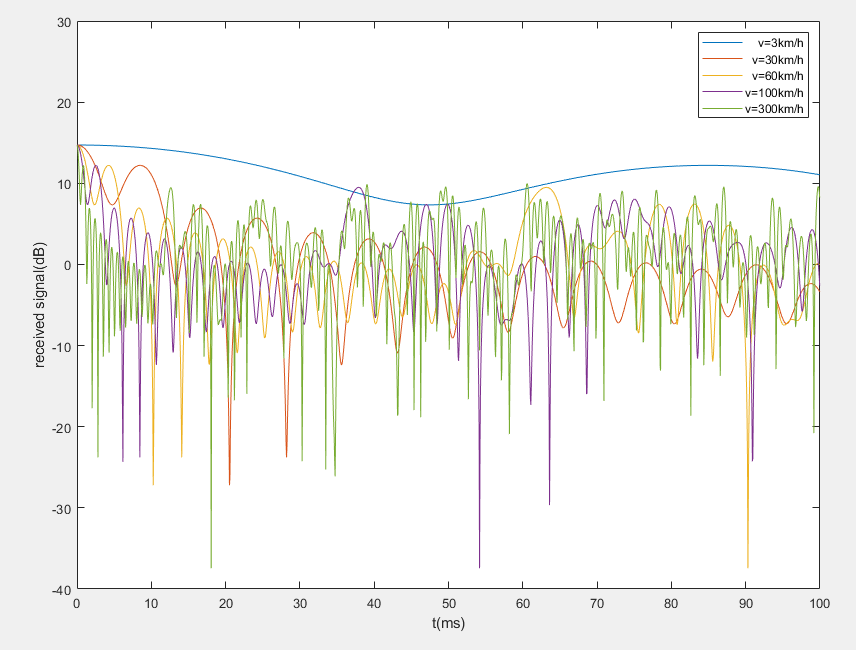 30
20
10
0
-10
-20
-30
-40
received signal(dB)
v=3km/h
v=30km/h
v=60km/h
v=100km/h
v=300km/h
0 10 20 30 40 50 60 70 80 90 100
t(ms)